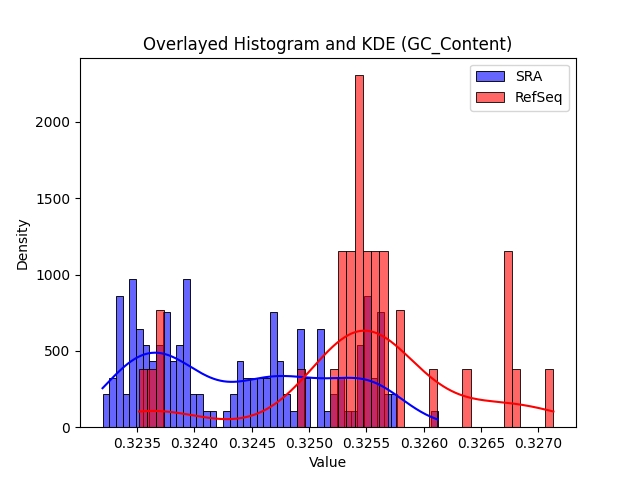 Overlayed Histogram and KDE (GC_Content)
SRA
RefSeq
2000
1500
1000
500
0
Density
0.3235 0.3240 0.3245 0.3250 0.3255 0.3260 0.3265 0.3270
Value